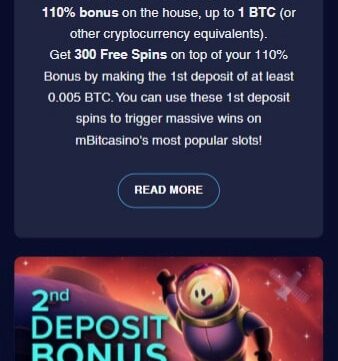 110% bonus on the house, up to 1 BTC (or
other cryptocurrency equivalents).
Get 300 Free Spins on top of your 110%
Bonus by making the 1st deposit of at least
0.005 BTC. You can use these 1st deposit
spins to trigger massive wins on
mBitcasino's most popular slots!
READ MORE
2nd
DEPOSIT
BONUS